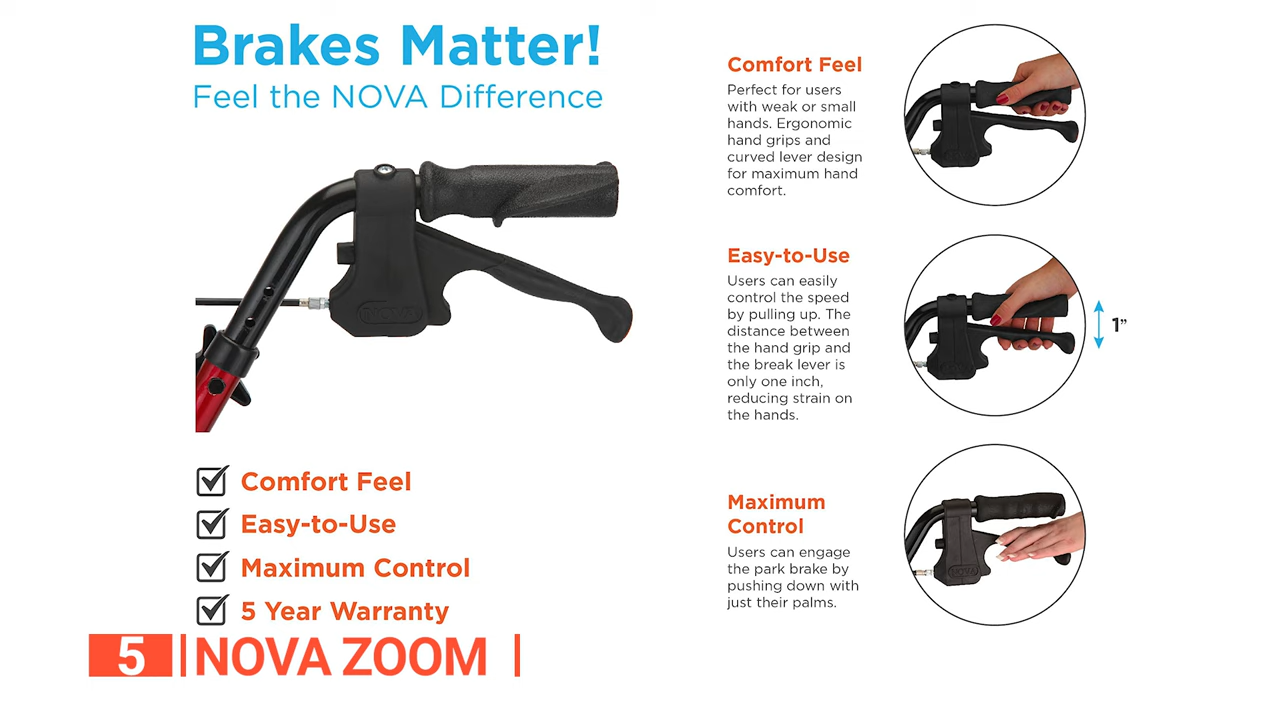 Brakes Matter!
Feel the NOVA Difference
NOVA
Comfort Feel
Easy-to-Use
Maximum Control
5 Year Warranty
5 NOVA ZOOM
Comfort Feel
Perfect for users
with weak or small
hands. Ergonomic
hand grips and
curved lever design
for maximum hand
comfort.
Easy-to-Use
Users can easily
control the speed
by pulling up. The
distance between
the hand grip and
the break lever is
only one inch,
reducing strain on
the hands.
1”
Maximum
Control
Users can engage
the park brake by
pushing down with
just their palms.
NOVA